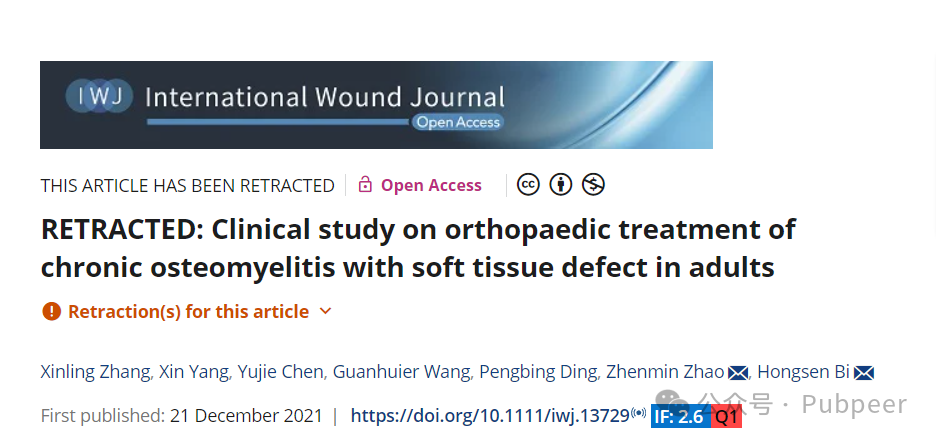 IWJ International Wound Journal
Open Access
THIS ARTICLE HAS BEEN RETRACTED Open Access cc
RETRACTED: Clinical study on orthopaedic treatment of
chronic osteomyelitis with soft tissue defect in adults
! Retraction(s) for this article
Xinling Zhang, Xin Yang, Yujie Chen, Guanhuier Wang, Pengbing Ding, Zhenmin Zhao, Hongsen Bi
First published: 21 December 2021 | https://doi.org/10.1111/iwj.13729 IF: 2.6 Q1
公众号 · Pubpeer